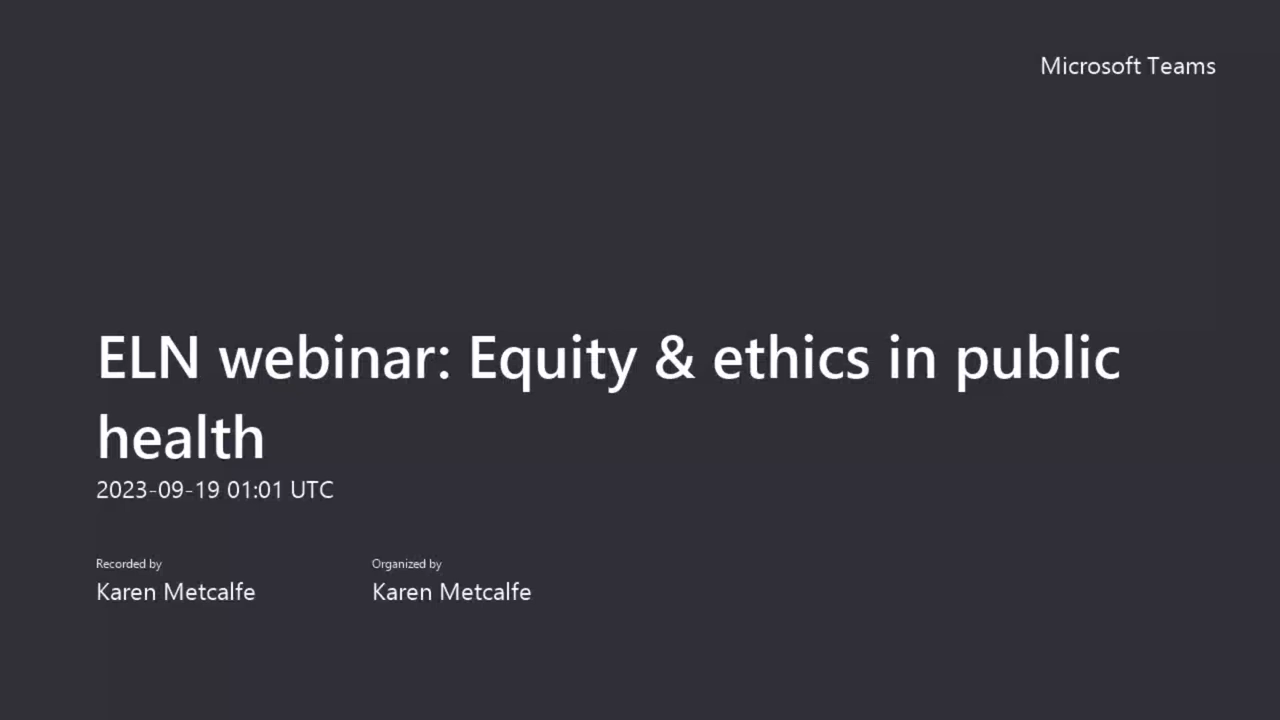 Microsoft Teams
ELN webinar: Equity & ethics in public
health
2023-09-19 01:01 UTC
Recorded by
Organized by
Karen Metcalfe
Karen Metcalfe